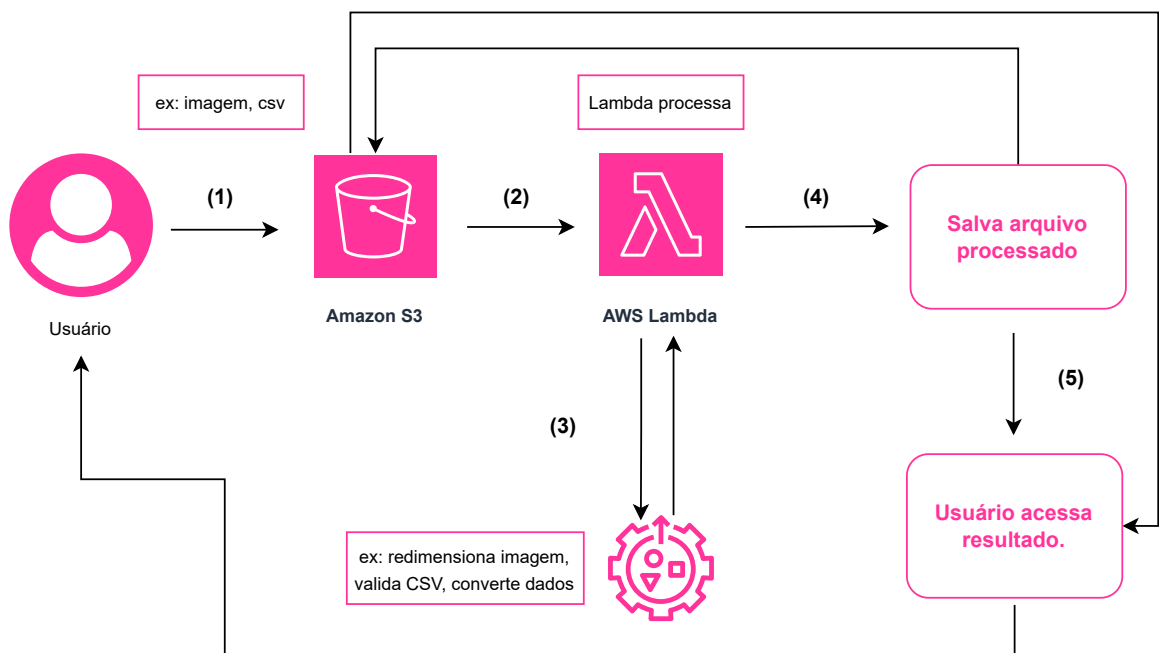 ex: imagem, csv
Lambda processa
(1)
(2)
(4)
Salva arquivo
processado
Usuário
Amazon S3
AWS Lambda
(5)
(3)
Usuário acessa
resultado.
ex: redimensiona imagem,
valida CSV, converte dados